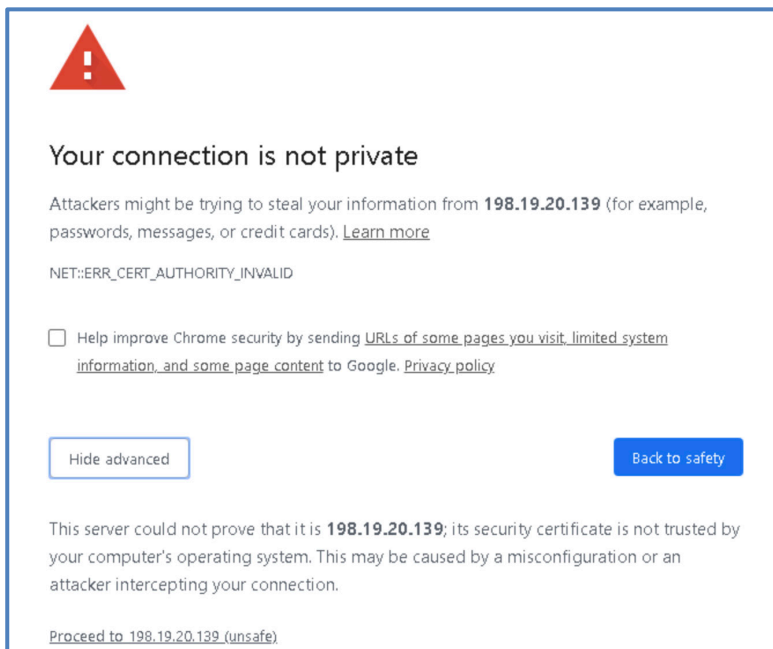 Your connection is not private
Attackers might be trying to steal your information from 198.19.20.139 (for example,
passwords, messages, or credit cards). Learn more
NET::ERR_CERT_AUTHORITY_INVALID
Help improve Chrome security by sending URLs of some pages you visit, limited system
information, and some page content to Google. Privacy policy
Hide advanced
Back to safety
This server could not prove that it is 198.19.20.139; its security certificate is not trusted by
your computer's operating system. This may be caused by a misconfiguration or an
attacker intercepting your connection.
Proceed to 198.19.20.139 (unsafe)